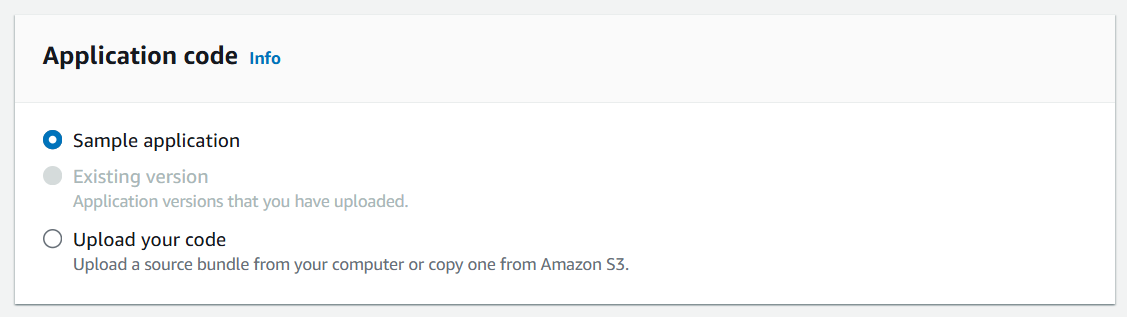 Application code Info
Sample application
Existing version
Application versions that you have uploaded.
Upload your code
Upload a source bundle from your computer or copy one from Amazon S3.